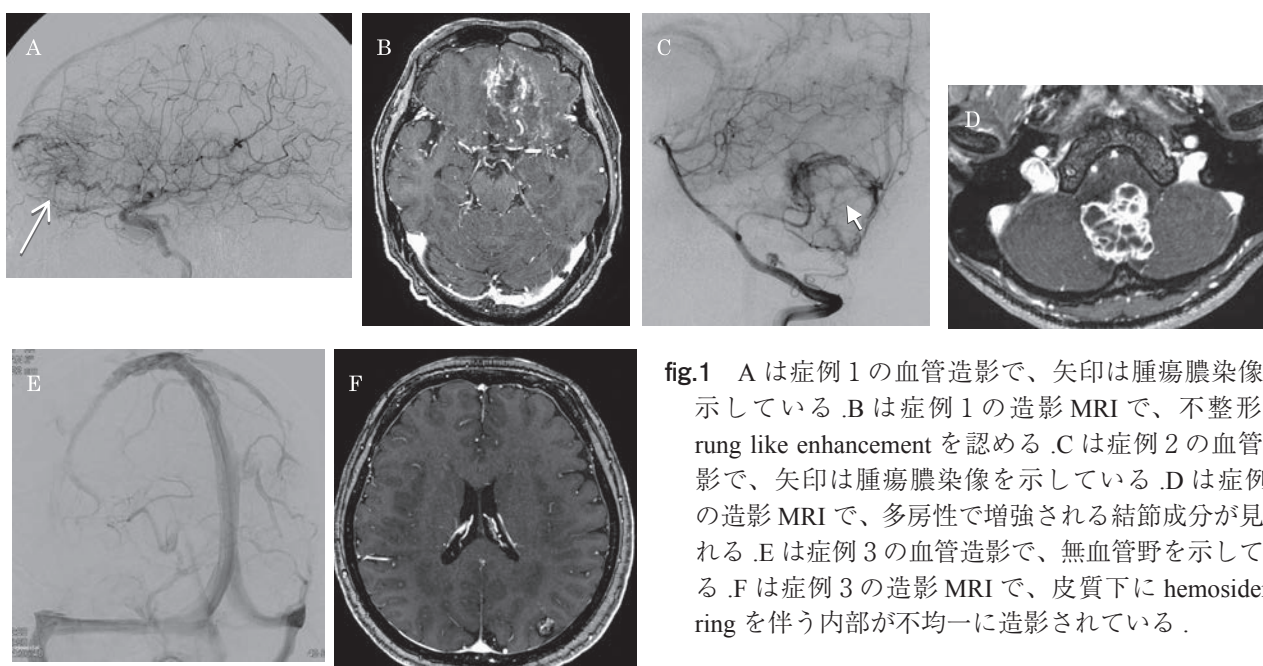 A
B
C
D
E
F
fig.1 A は症例 1 の血管造影で、矢印は腫瘍膿染像
示している .B は症例 1 の造影 MRI で、不整形
rung like enhancement を認める .C は症例 2 の血管
影で、矢印は腫瘍膿染像を示している .D は症例
の造影 MRI で、多房性で増強される結節成分が見
れる .E は症例 3 の血管造影で、無血管野を示して
る .F は症例 3 の造影 MRI で、皮質下に hemosider
ring を伴う内部が不均一に造影されている .